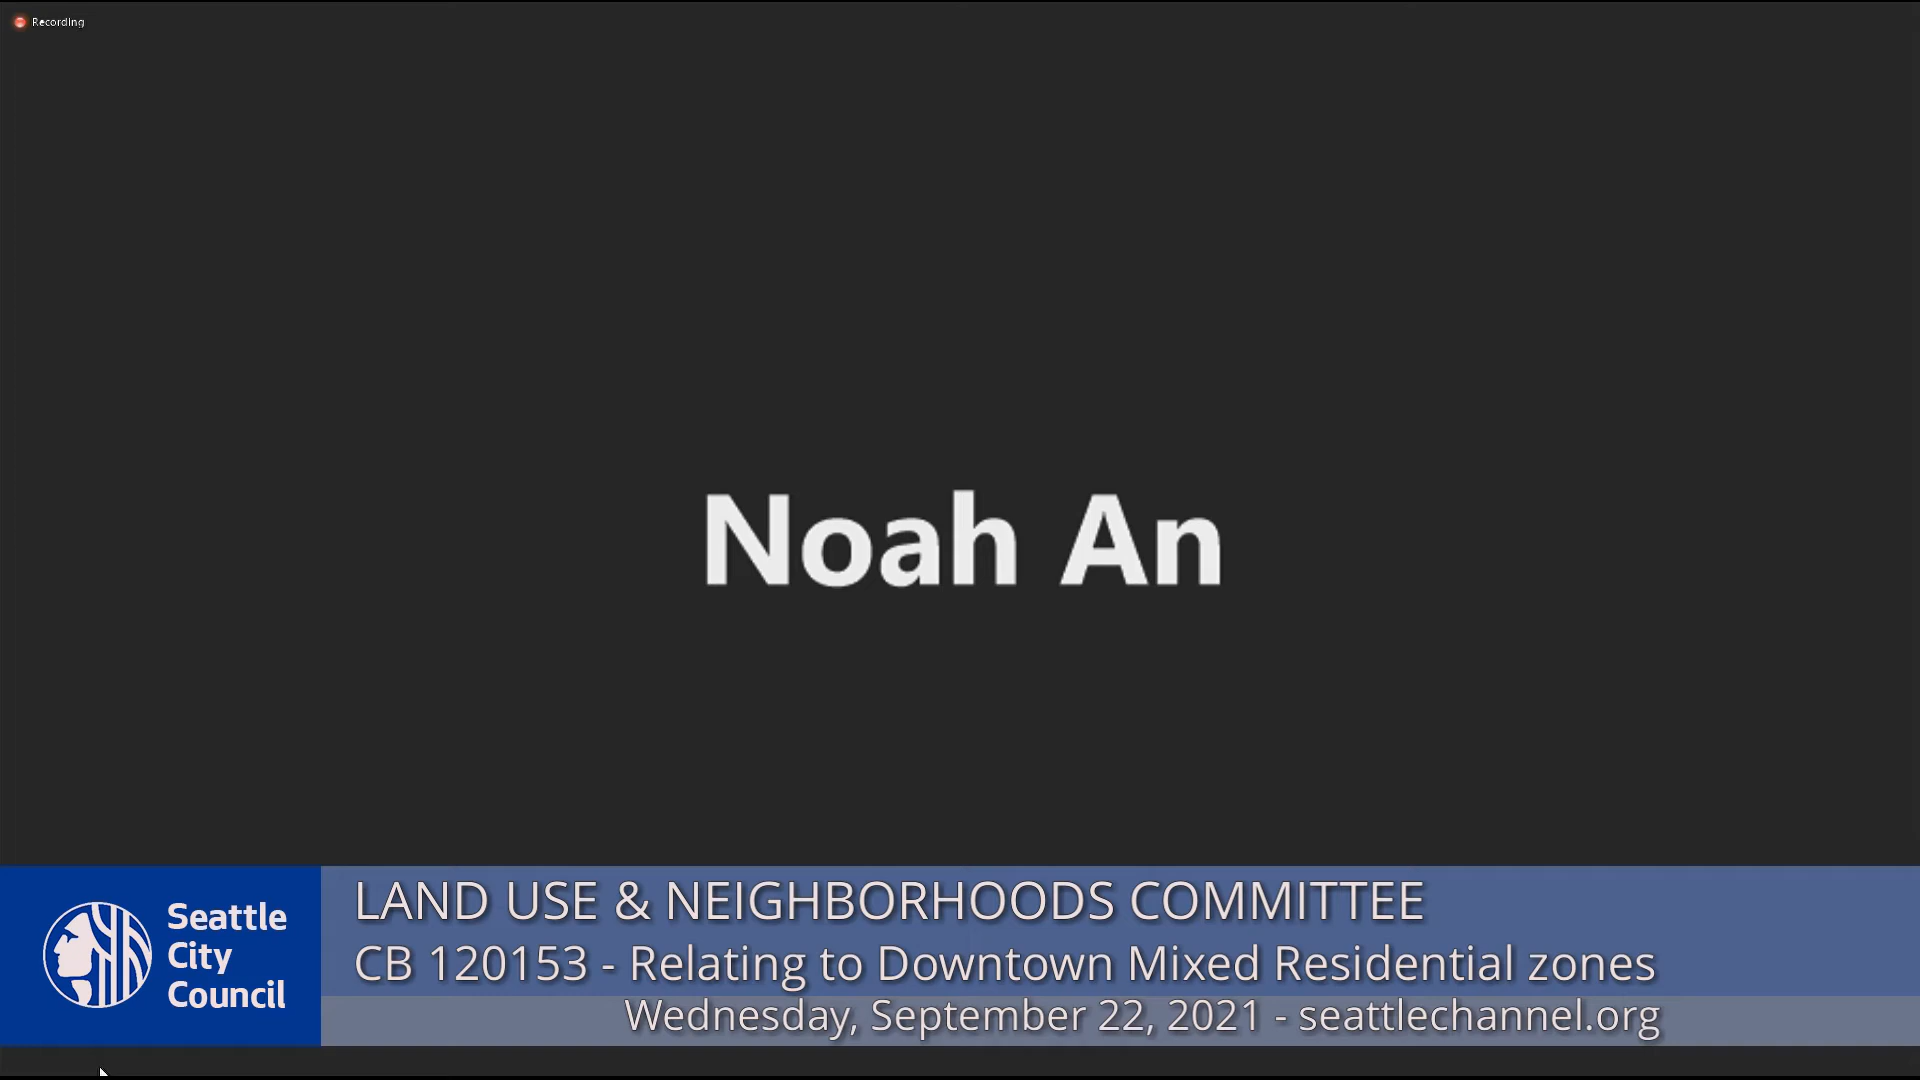 Recording
Noah An
Seattle
City
Council
LAND USE & NEIGHBORHOODS COMMITTEE
CB 120153 - Relating to Downtown Mixed Residential zones
Wednesday, September 22, 2021 - seattlechannel.org